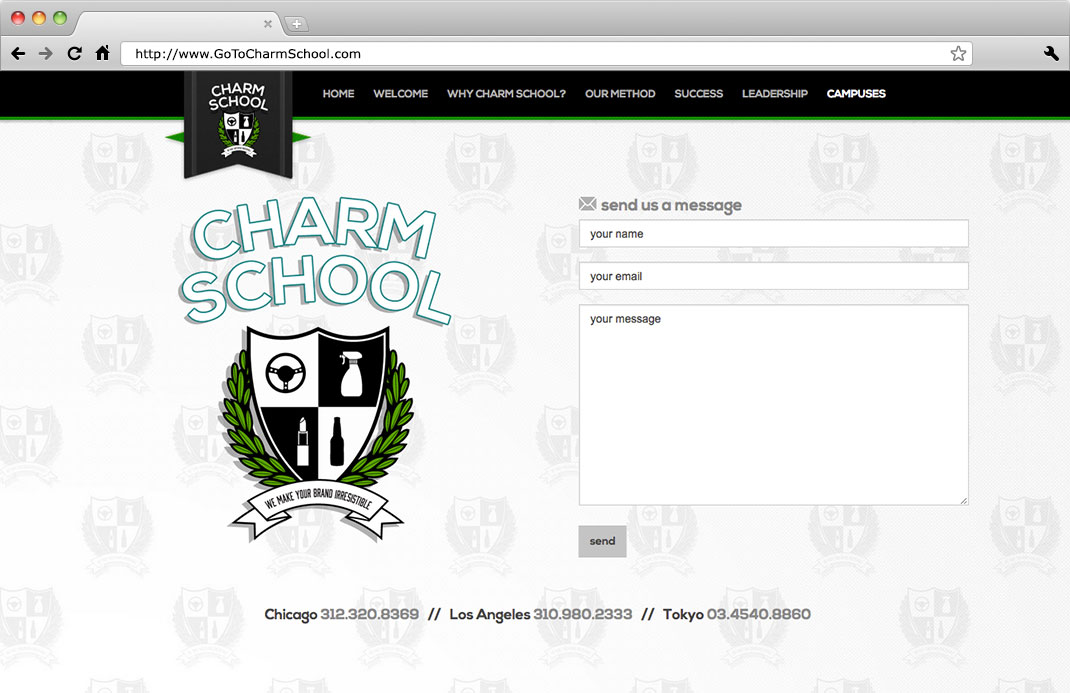 http://www.GoToCharmSchool.com
CHARM
SCHOOL
HOME WELCOME WHY CHARM SCHOOL? OUR METHOD SUCCESS LEADERSHIP CAMPUSES
CHARM
SCHOOL
WE MAKE YOUR BRAND IRRESISTIBLE
send us a message
your name
your email
your message
send
Chicago 312.320.8369 // Los Angeles 310.980.2333 // Tokyo 03.4540.8860